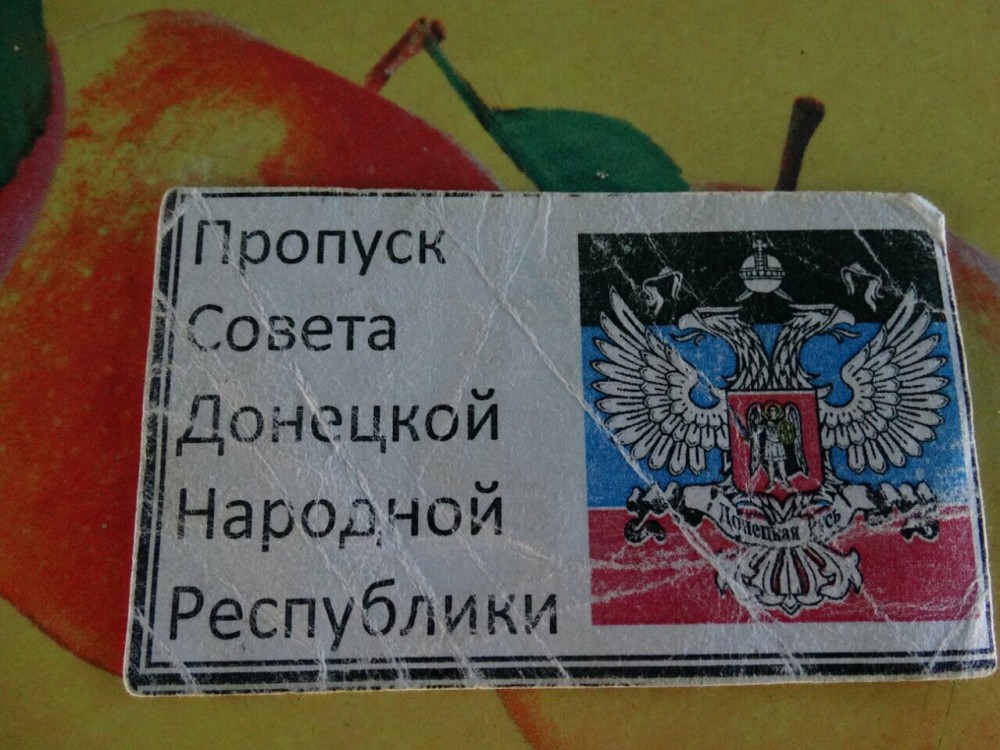 Пропуск
Совета
Донецкой
Народной
Республики
Донецкая Русь